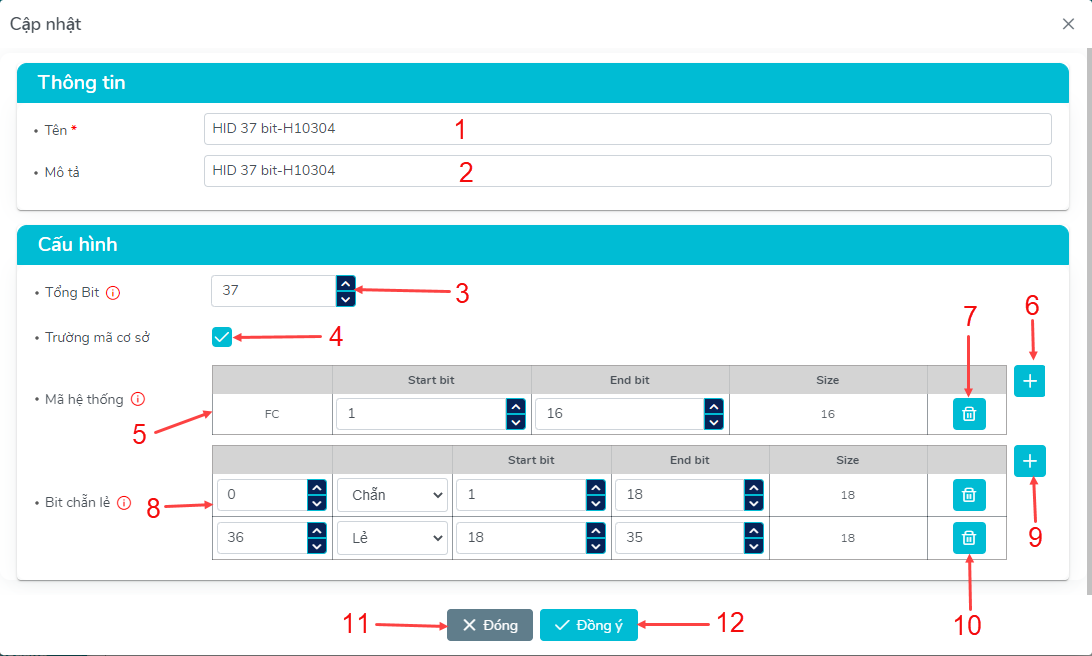 Cập nhật
Thông tin
• Tên *
HID 37 bit-H10304
1
• Mô tả
HID 37 bit-H10304
2
Cấu hình
• Tổng Bit
37
3
• Trường mã cơ sở
4
6
7
Start bit End bit Size
• Mã hệ thống
FC 1 16 16
5
Start bit End bit Size
• Bit chẵn lẻ
8
0 Chẵn 1 18 18
36 Lẻ 18 35 18
9
10
11
Đóng
Đồng ý
12